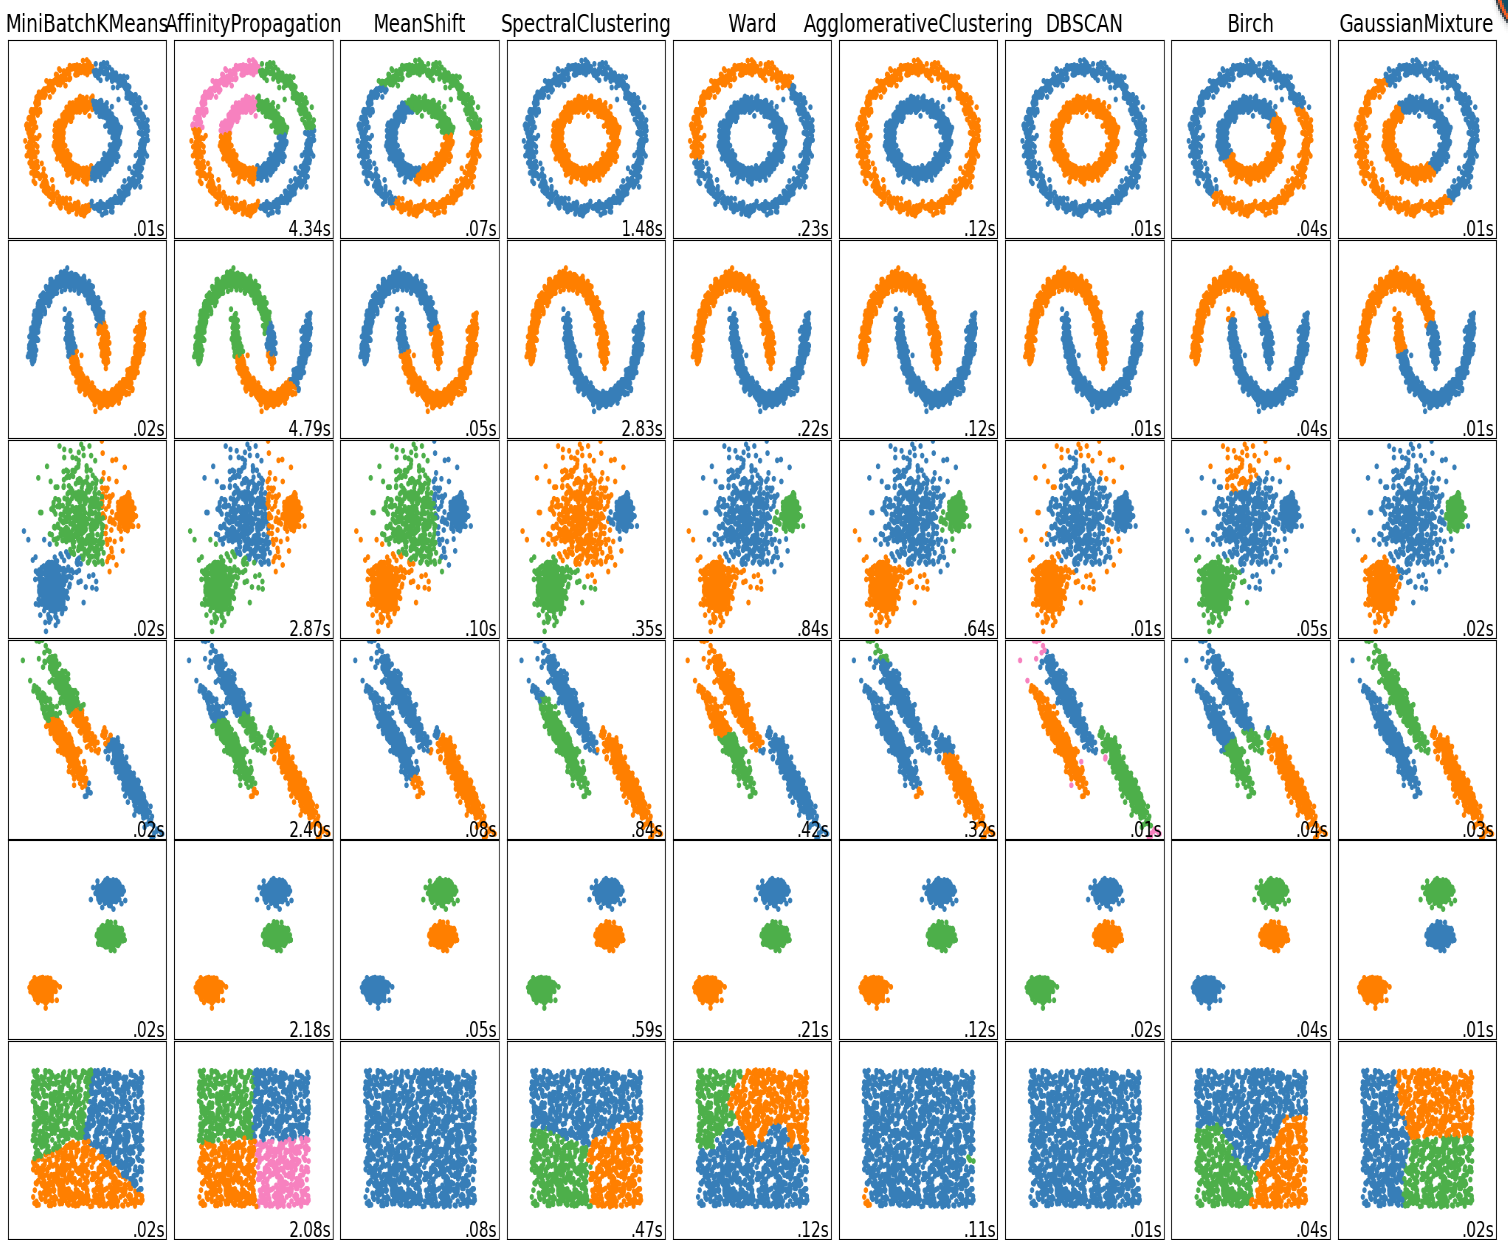 MiniBatchKMeans AffinityPropagation MeanShift SpectralClustering Ward AgglomerativeClustering DBSCAN Birch GaussianMixture
.01s 4.34s .07s 1.48s .23s .12s .01s .04s .01s
.02s 4.79s .05s 2.83s .22s .12s .01s .04s .01s
.02s 2.87s .10s .35s .84s .64s .01s .05s .02s
.02s 2.40s .08s .84s .42s .32s .01s .04s .03s
.02s 2.18s .05s .59s .21s .12s .02s .04s .01s
.02s 2.08s .08s .47s .12s .11s .01s .04s .02s